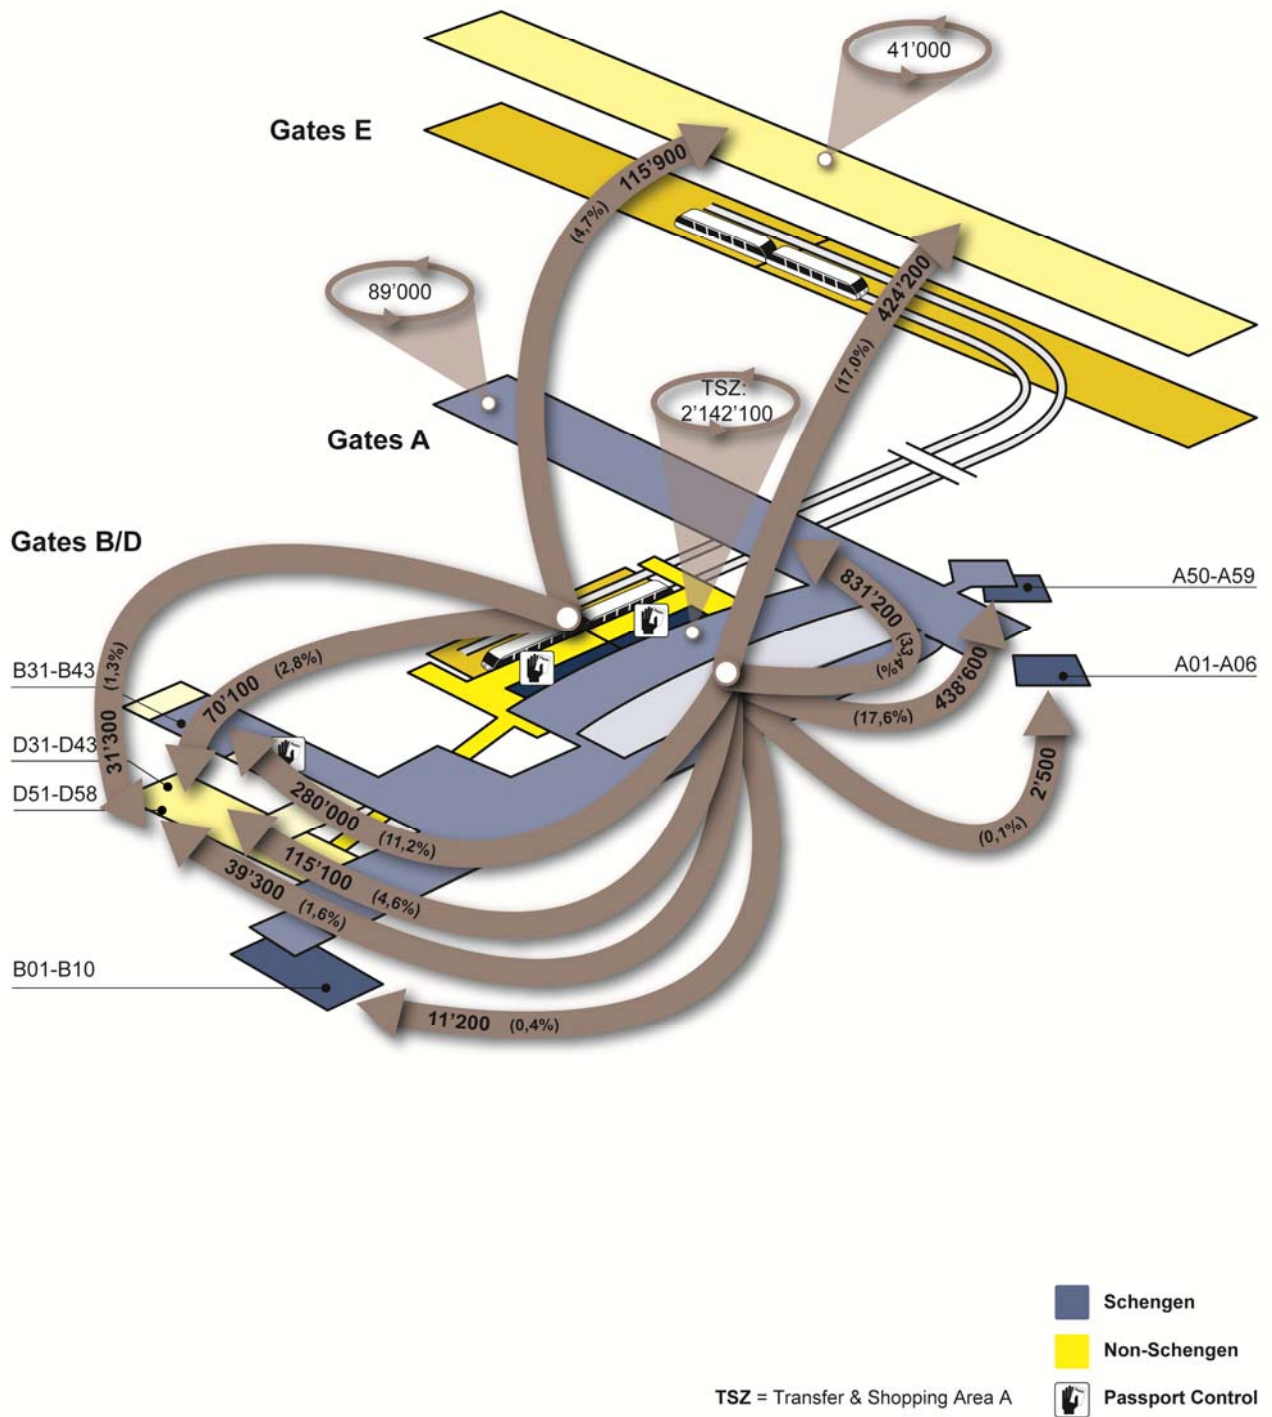 41’000
Gates E
115’900
(4,7%)
424’200
(17,0%)
89’000
TSZ:
2’142’100
Gates A
Gates B/D
831’200
(33,4%)
A50-A59
A01-A06
438’600
(17,6%)
2’500
(0,1%)
B31-B43
D31-D43
D51-D58
31’300 (1,3%)
70’100 (2,8%)
280’000 (11,2%)
115’100 (4,6%)
39’300 (1,6%)
B01-B10
11’200 (0,4%)
Schengen
Non-Schengen
TSZ = Transfer & Shopping Area A
Passport Control